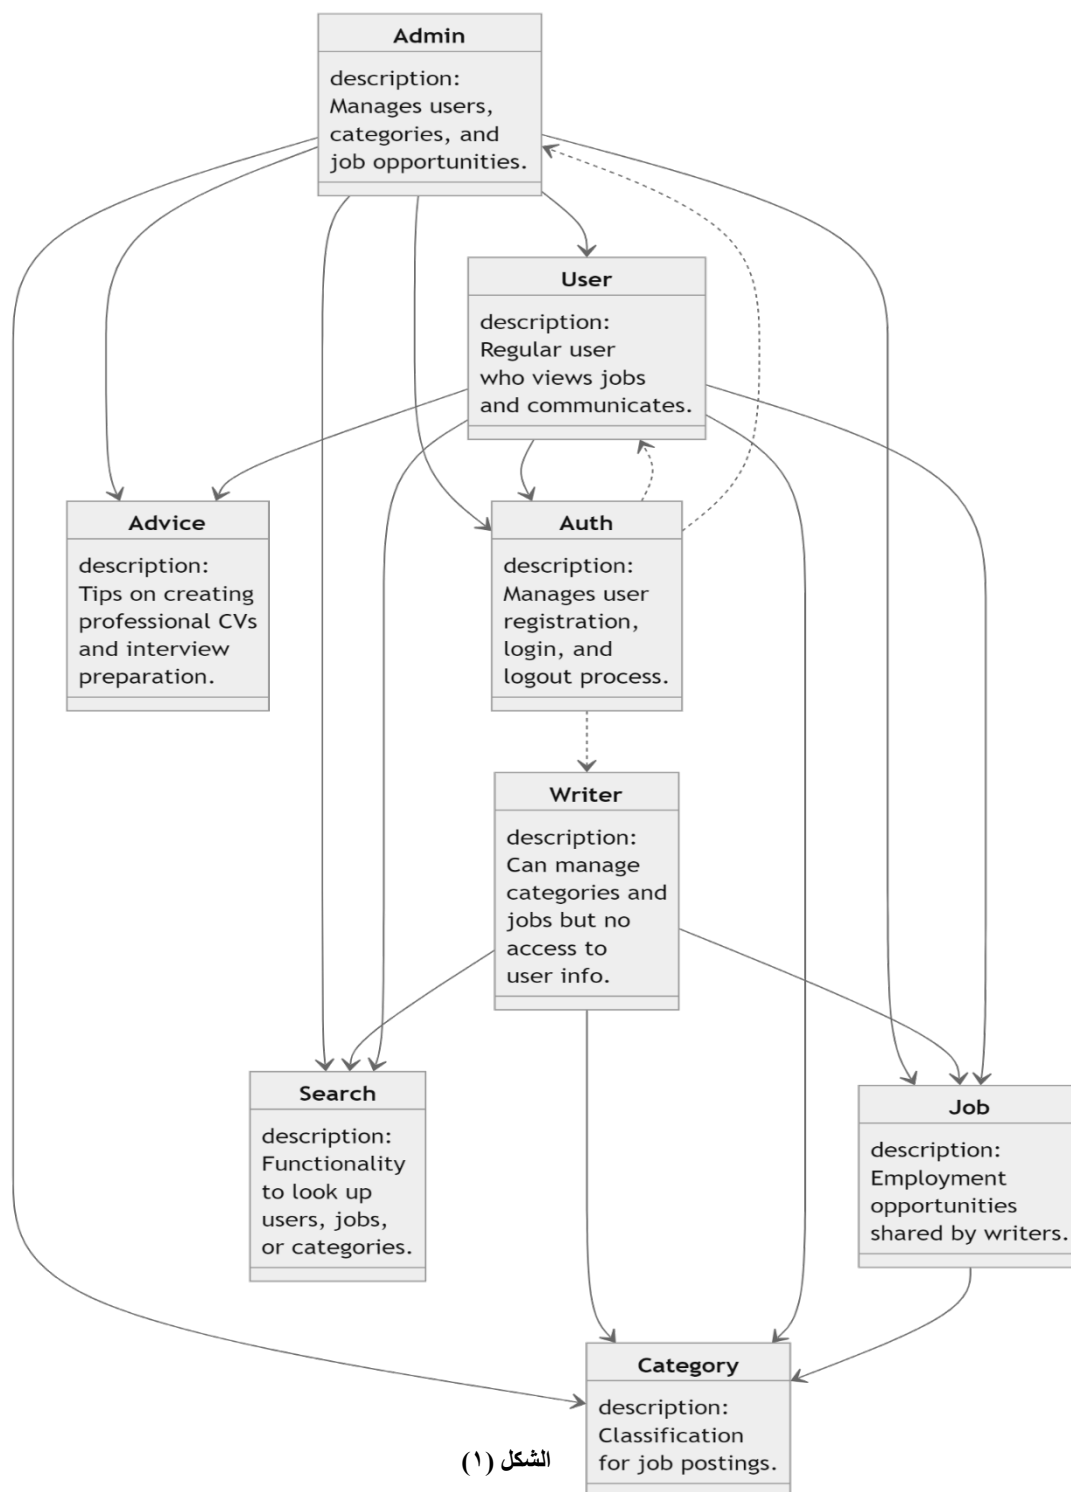 Admin
description:
Manages users,
categories, and
job opportunities.
User
description:
Regular user
who views jobs
and communicates.
Advice
description:
Tips on creating
professional CVs
and interview
preparation.
Auth
description:
Manages user
registration,
login, and
logout process.
Writer
description:
Can manage
categories and
jobs but no
access to
user info.
Search
description:
Functionality
to look up
users, jobs,
or categories.
Job
description:
Employment
opportunities
shared by writers.
Category
description:
Classification
for job postings.
الشكل (١)